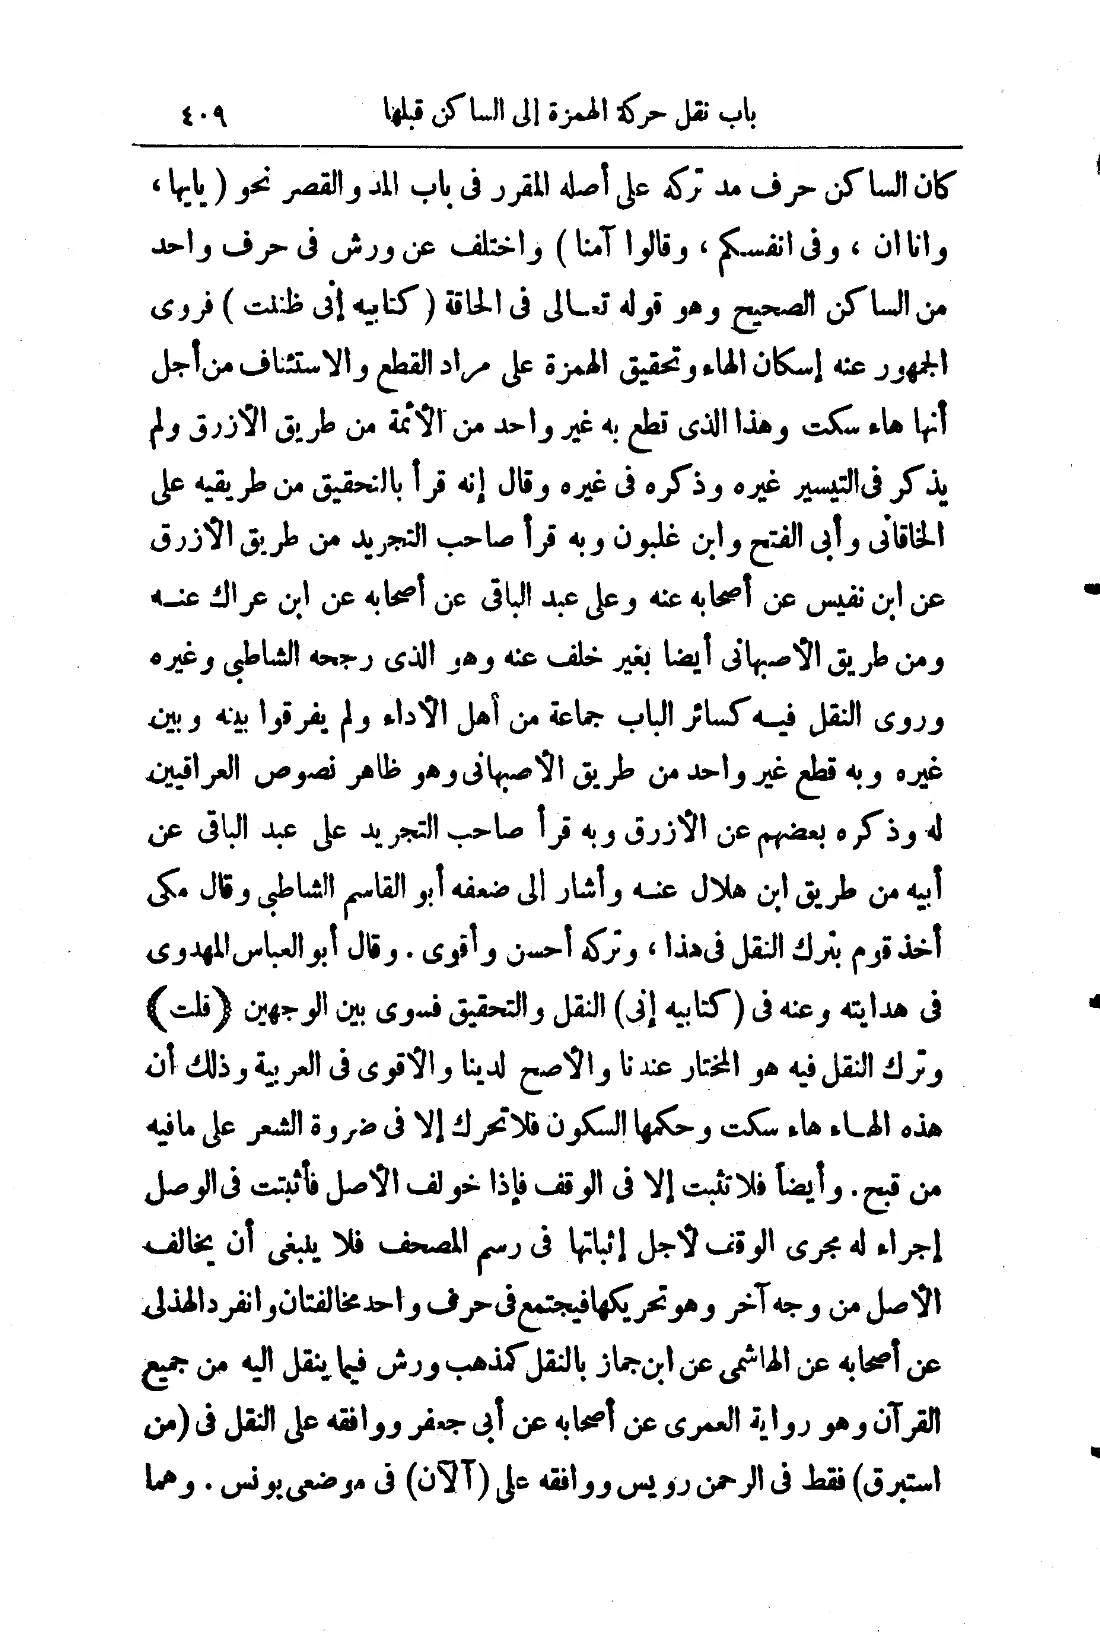 باب نقل حركة الهمزة إلى الساكن قبلها ٤٠٩
كان الساكن حرف مد تركه على أصله المقرر فى باب المد والقصر نحو ( يايها ،
وانا ان ، وفى انفسكم ، وقالوا آمنا ) واختلف عن ورش فى حرف واحد
من الساكن الصحيح وهو قوله تعالى فى الحاقة ( كتابيه إنى ظننت ) فروى
الجمهور عنه إسكان الهاء وتحقيق الهمزة على مراد القطع والاستئناف من أجل
أنها هاء سكت وهذا الذى قطع به غير واحد من الأئمة من طريق الأزرق ولم
يذكر فى التيسير غيره وذكره فى غيره وقال إنه قرأ بالتحقيق من طريقيه على
الخاقانى وأبى الفتح وابن غلبون وبه قرأ صاحب التجريد من طريق الأزرق
عن ابن نفيس عن أصحابه عنه وعلى عبد الباقى عن أصحابه عن ابن عراك عنه
ومن طريق الأصبهانى أيضا بغير خلف عنه وهو الذى رجحه الشاطبى وغيره
وروى النقل فيه كسائر الباب جماعة من أهل الأداء ولم يفرقوا بينه وبين
غيره وبه قطع غير واحد من طريق الأصبهانى وهو ظاهر نصوص العراقيين
له وذكره بعضهم عن الأزرق وبه قرأ صاحب التجريد على عبد الباقى عن
أبيه من طريق ابن هلال عنه وأشار إلى ضعفه أبو القاسم الشاطبى وقال مكى
أخذ قوم بترك النقل فى هذا ، وتركه أحسن وأقوى . وقال أبو العباس المهدوى
فى هدايته وعنه فى ( كتابيه إنى) النقل والتحقيق فسوى بين الوجهين (قلت)
وترك النقل فيه هو المختار عندنا والأصح لدينا والأقوى فى العربية وذلك أن
هذه الهاء هاء سكت وحكمها السكون فلا تحرك إلا فى ضروة الشعر على ما فيه
من قبح . وأيضاً فلا تثبت إلا فى الوقف فإذا خولف الأصل فأثبتت فى الوصل
إجراء له مجرى الوقف لأجل إثباتها فى رسم المصحف فلا ينبغى أن يخالف
الأصل من وجه آخر وهو تحريكها فيجتمع فى حرف واحد مخالفتان وانفرد الهذلى
عن أصحابه عن الهاشمى عن ابن جماز بالنقل كمذهب ورش فيما ينقل اليه من جميع
القرآن وهو رواية العمرى عن أصحابه عن أبى جعفر ووافقه على النقل فى (من
استبرق) فقط فى الرحمن رويس ووافقه على (آلآن) فى موضعى يونس . وهما